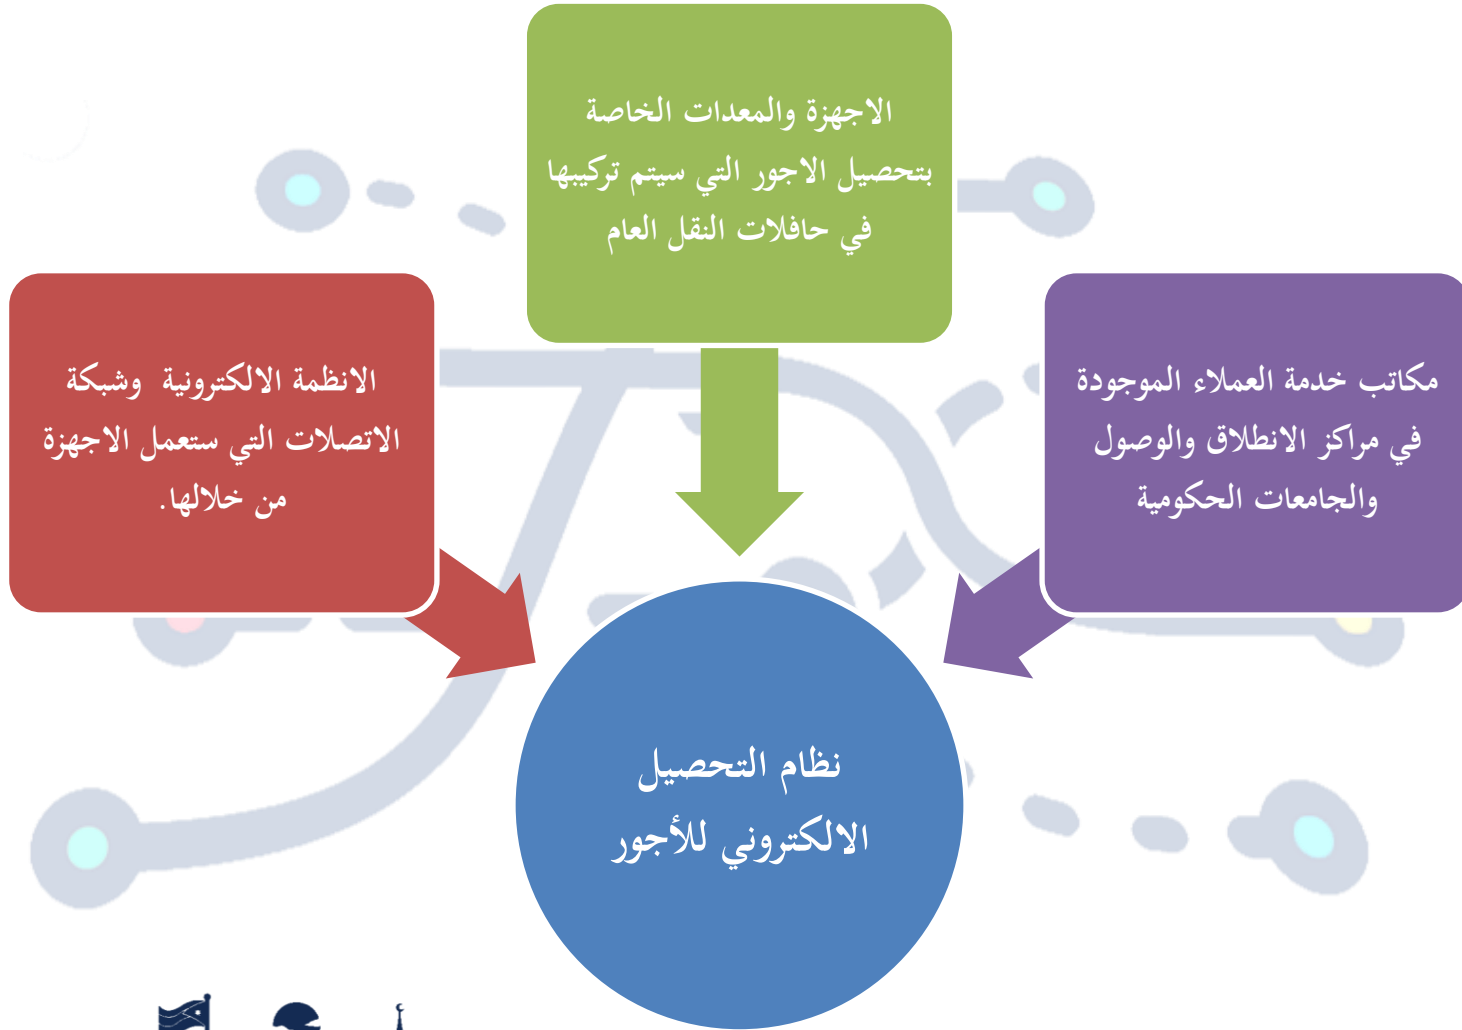 الاجهزة والمعدات الخاصة
بتحصيل الاجور التي سيتم تركيبها
في حافلات النقل العام
مكاتب خدمة العملاء الموجودة
في مراكز الانطلاق والوصول
والجامعات الحكومية
الانظمة الالكترونية وشبكة
الاتصلات التي ستعمل الاجهزة
من خلالها.
نظام التحصيل
الالكتروني للأجور